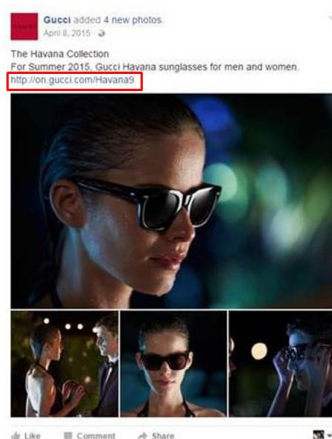 Gucci added 4 new photos.
April 8, 2015 ·
The Havana Collection
For Summer 2015, Gucci Havana sunglasses for men and women.
http://on.gucci.com/Havana9
Like Comment Share